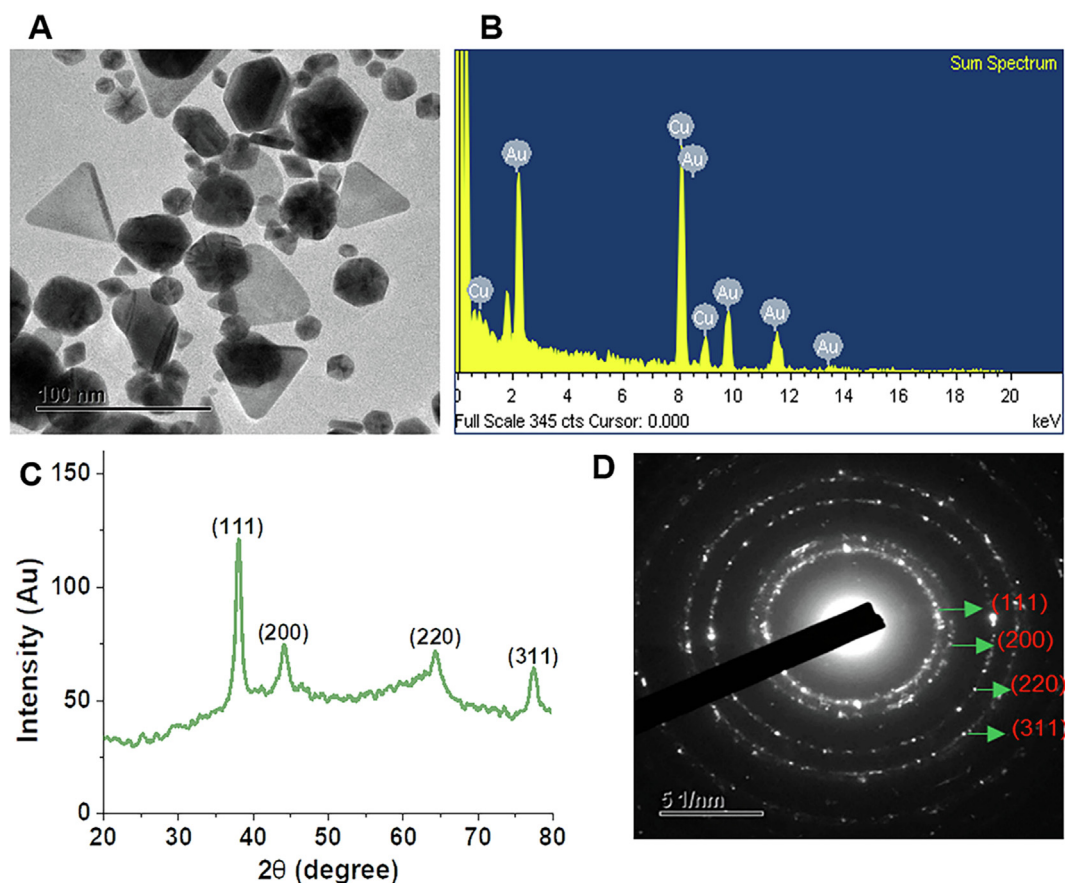 A
100 nm
B
Sum Spectrum
Cu
Au
Au
Cu
Cu
Au
Au
Au
0 2 4 6 8 10 12 14 16 18 20
Full Scale 345 cts Cursor: 0.000 keV
C
Intensity (Au)
150
100
50
0
(111)
(200)
(220)
(311)
20 30 40 50 60 70 80
2θ (degree)
D
(111)
(200)
(220)
(311)
5 1/nm